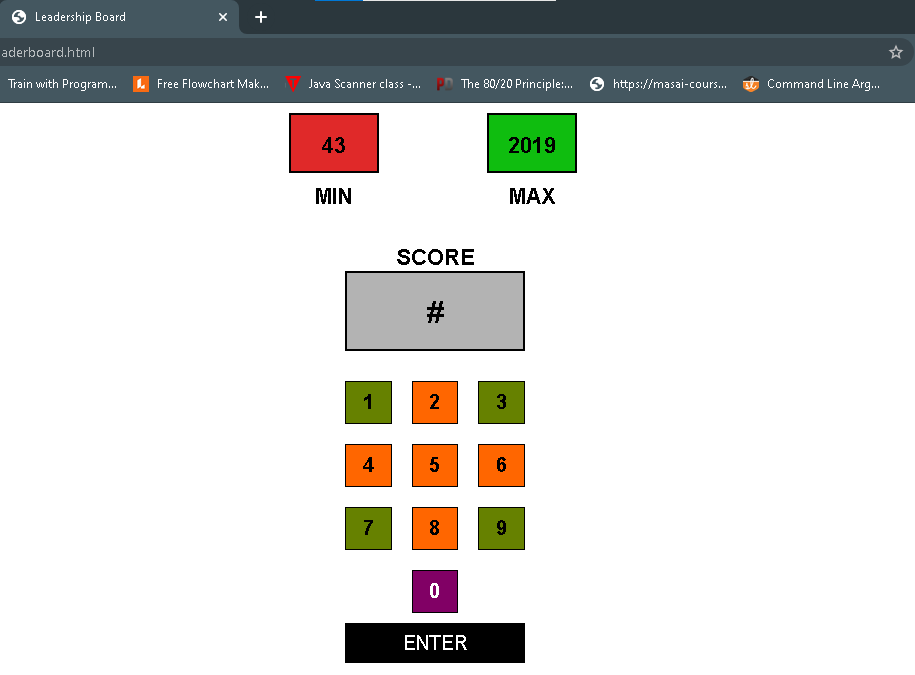 Leadership Board
aderboard.html
Train with Program... Free Flowchart Mak... Java Scanner class -... The 80/20 Principle:... https://masai-cours... Command Line Arg...
43 2019
MIN MAX
SCORE
#
1 2 3
4 5 6
7 8 9
0
ENTER